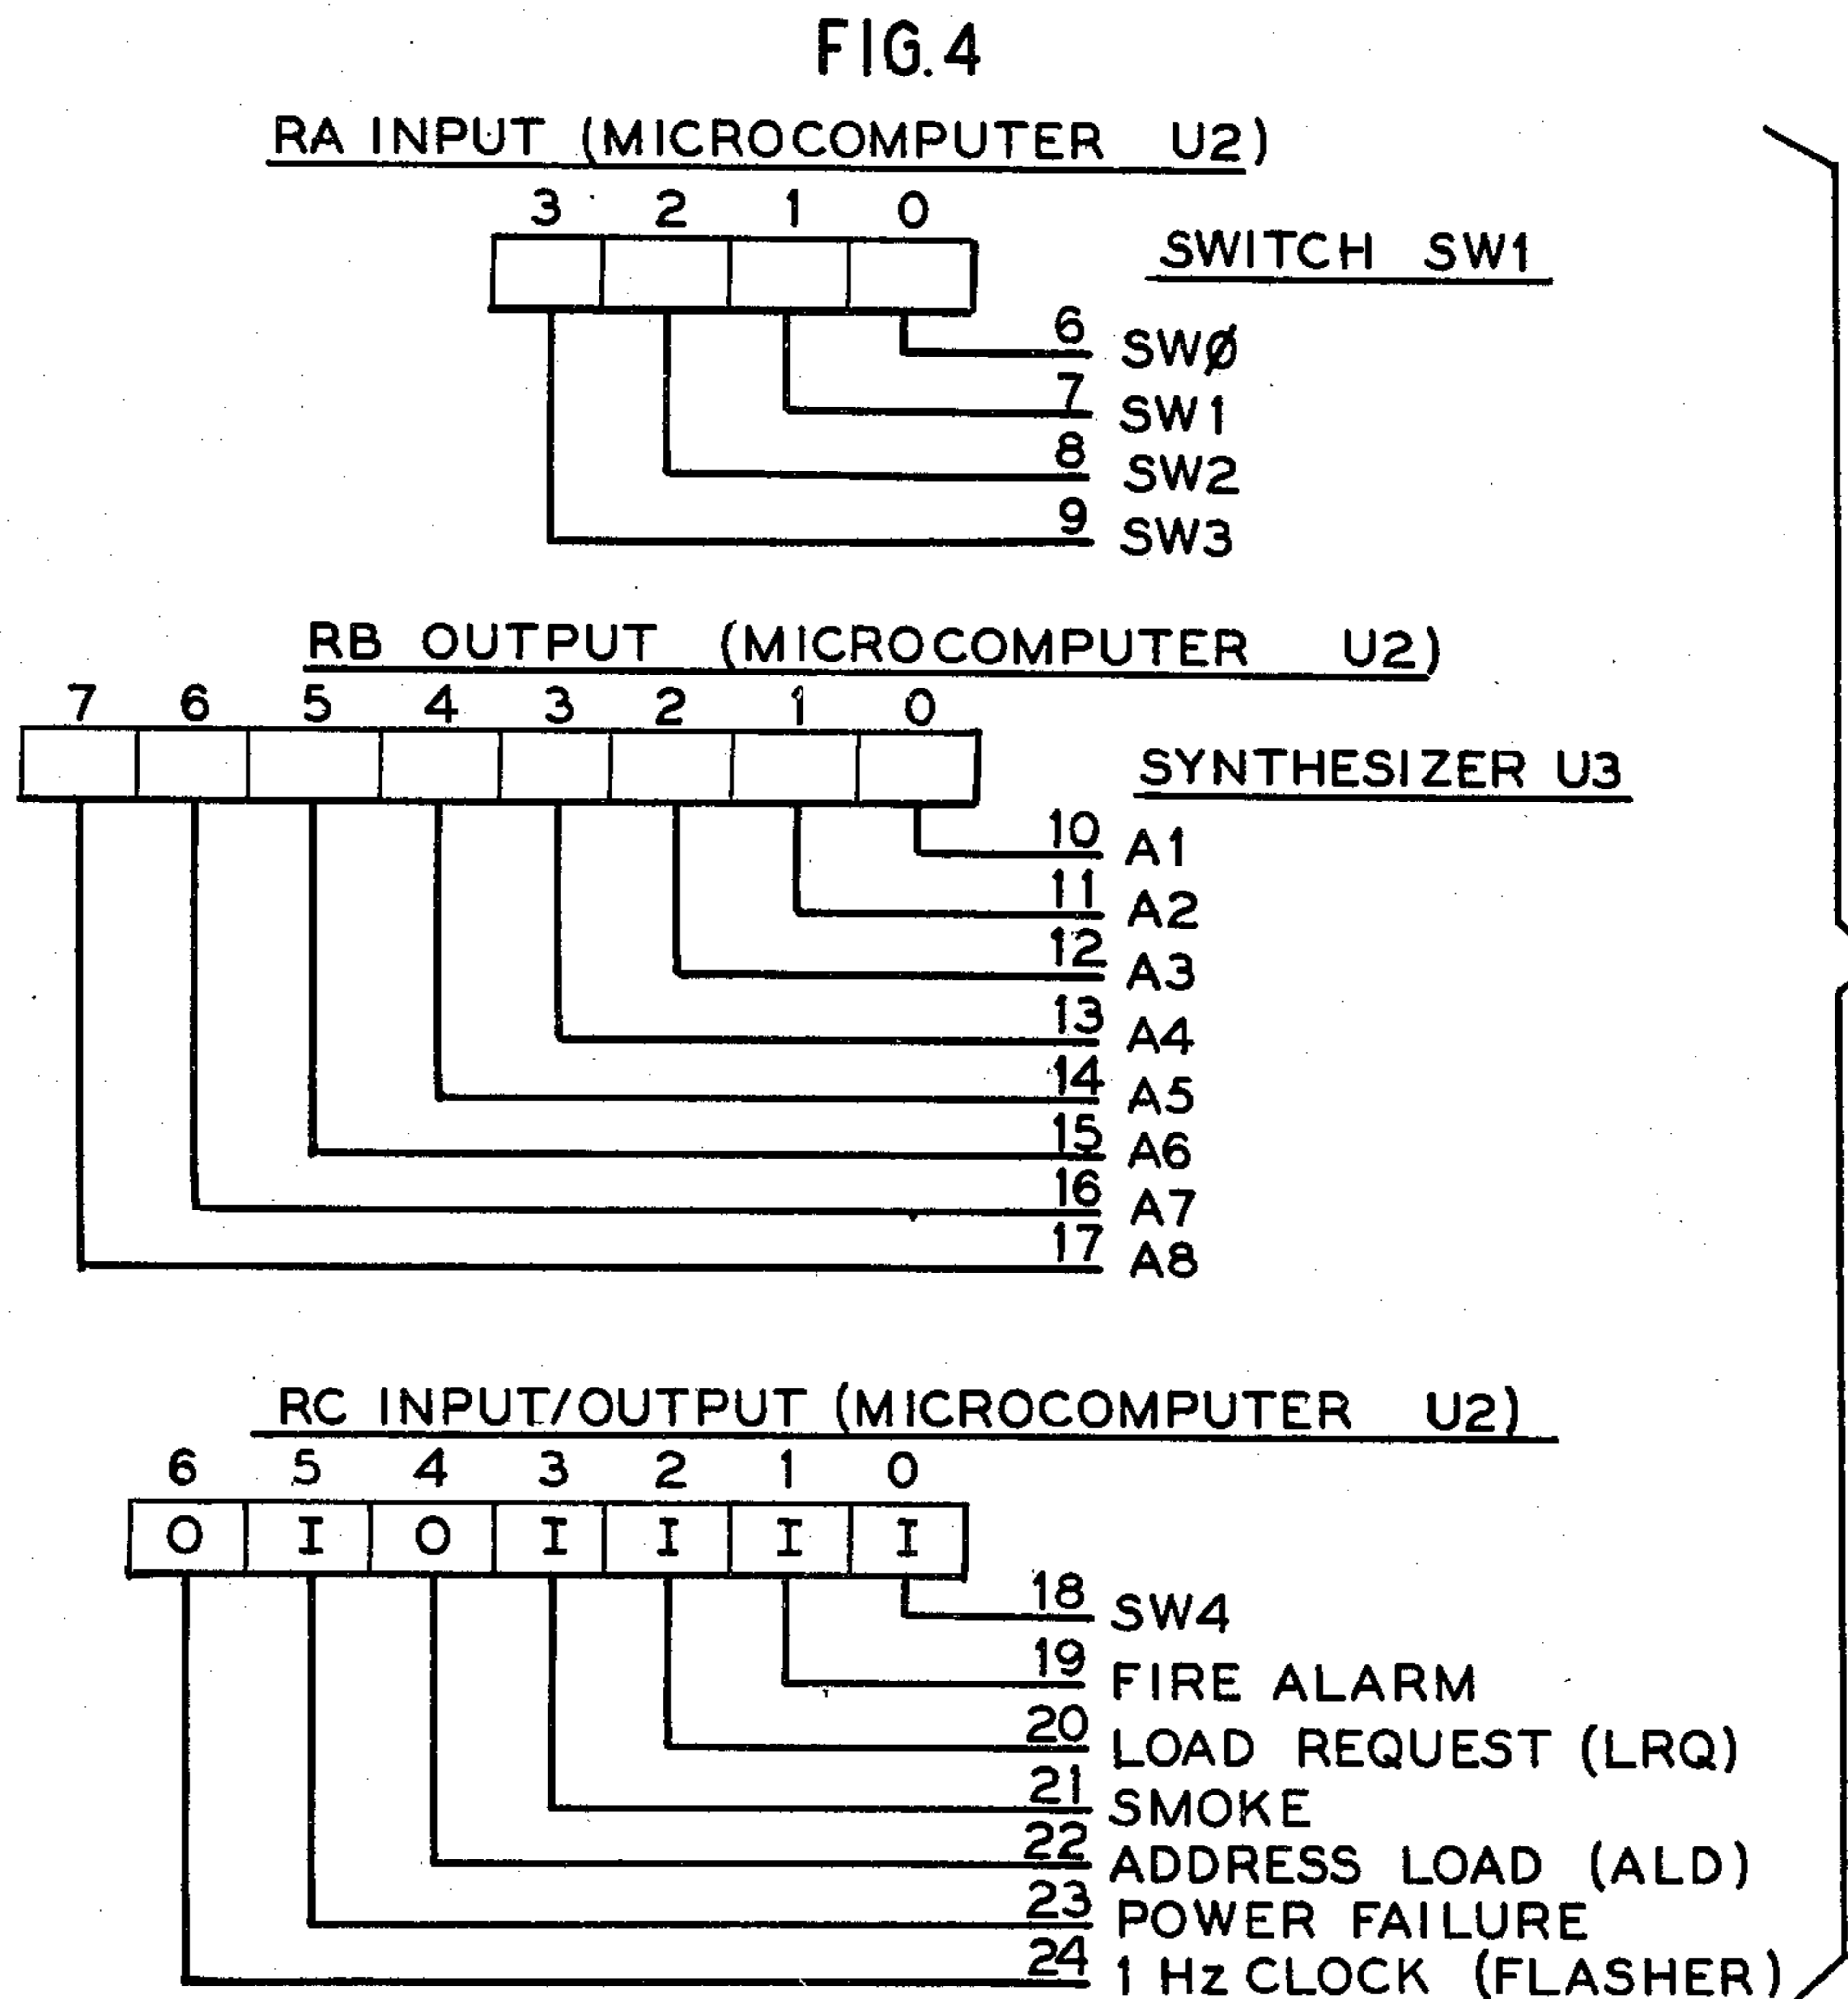 FIG.4
RA INPUT (MICROCOMPUTER U2)
3 2 1 0
SWITCH SW1
6 SWØ
7 SW1
8 SW2
9 SW3
RB OUTPUT (MICROCOMPUTER U2)
7 6 5 4 3 2 1 0
SYNTHESIZER U3
10 A1
11 A2
12 A3
13 A4
14 A5
15 A6
16 A7
17 A8
RC INPUT/OUTPUT (MICROCOMPUTER U2)
6 5 4 3 2 1 0
O I O I I I I
18 SW4
19 FIRE ALARM
20 LOAD REQUEST (LRQ)
21 SMOKE
22 ADDRESS LOAD (ALD)
23 POWER FAILURE
24 1 Hz CLOCK (FLASHER)